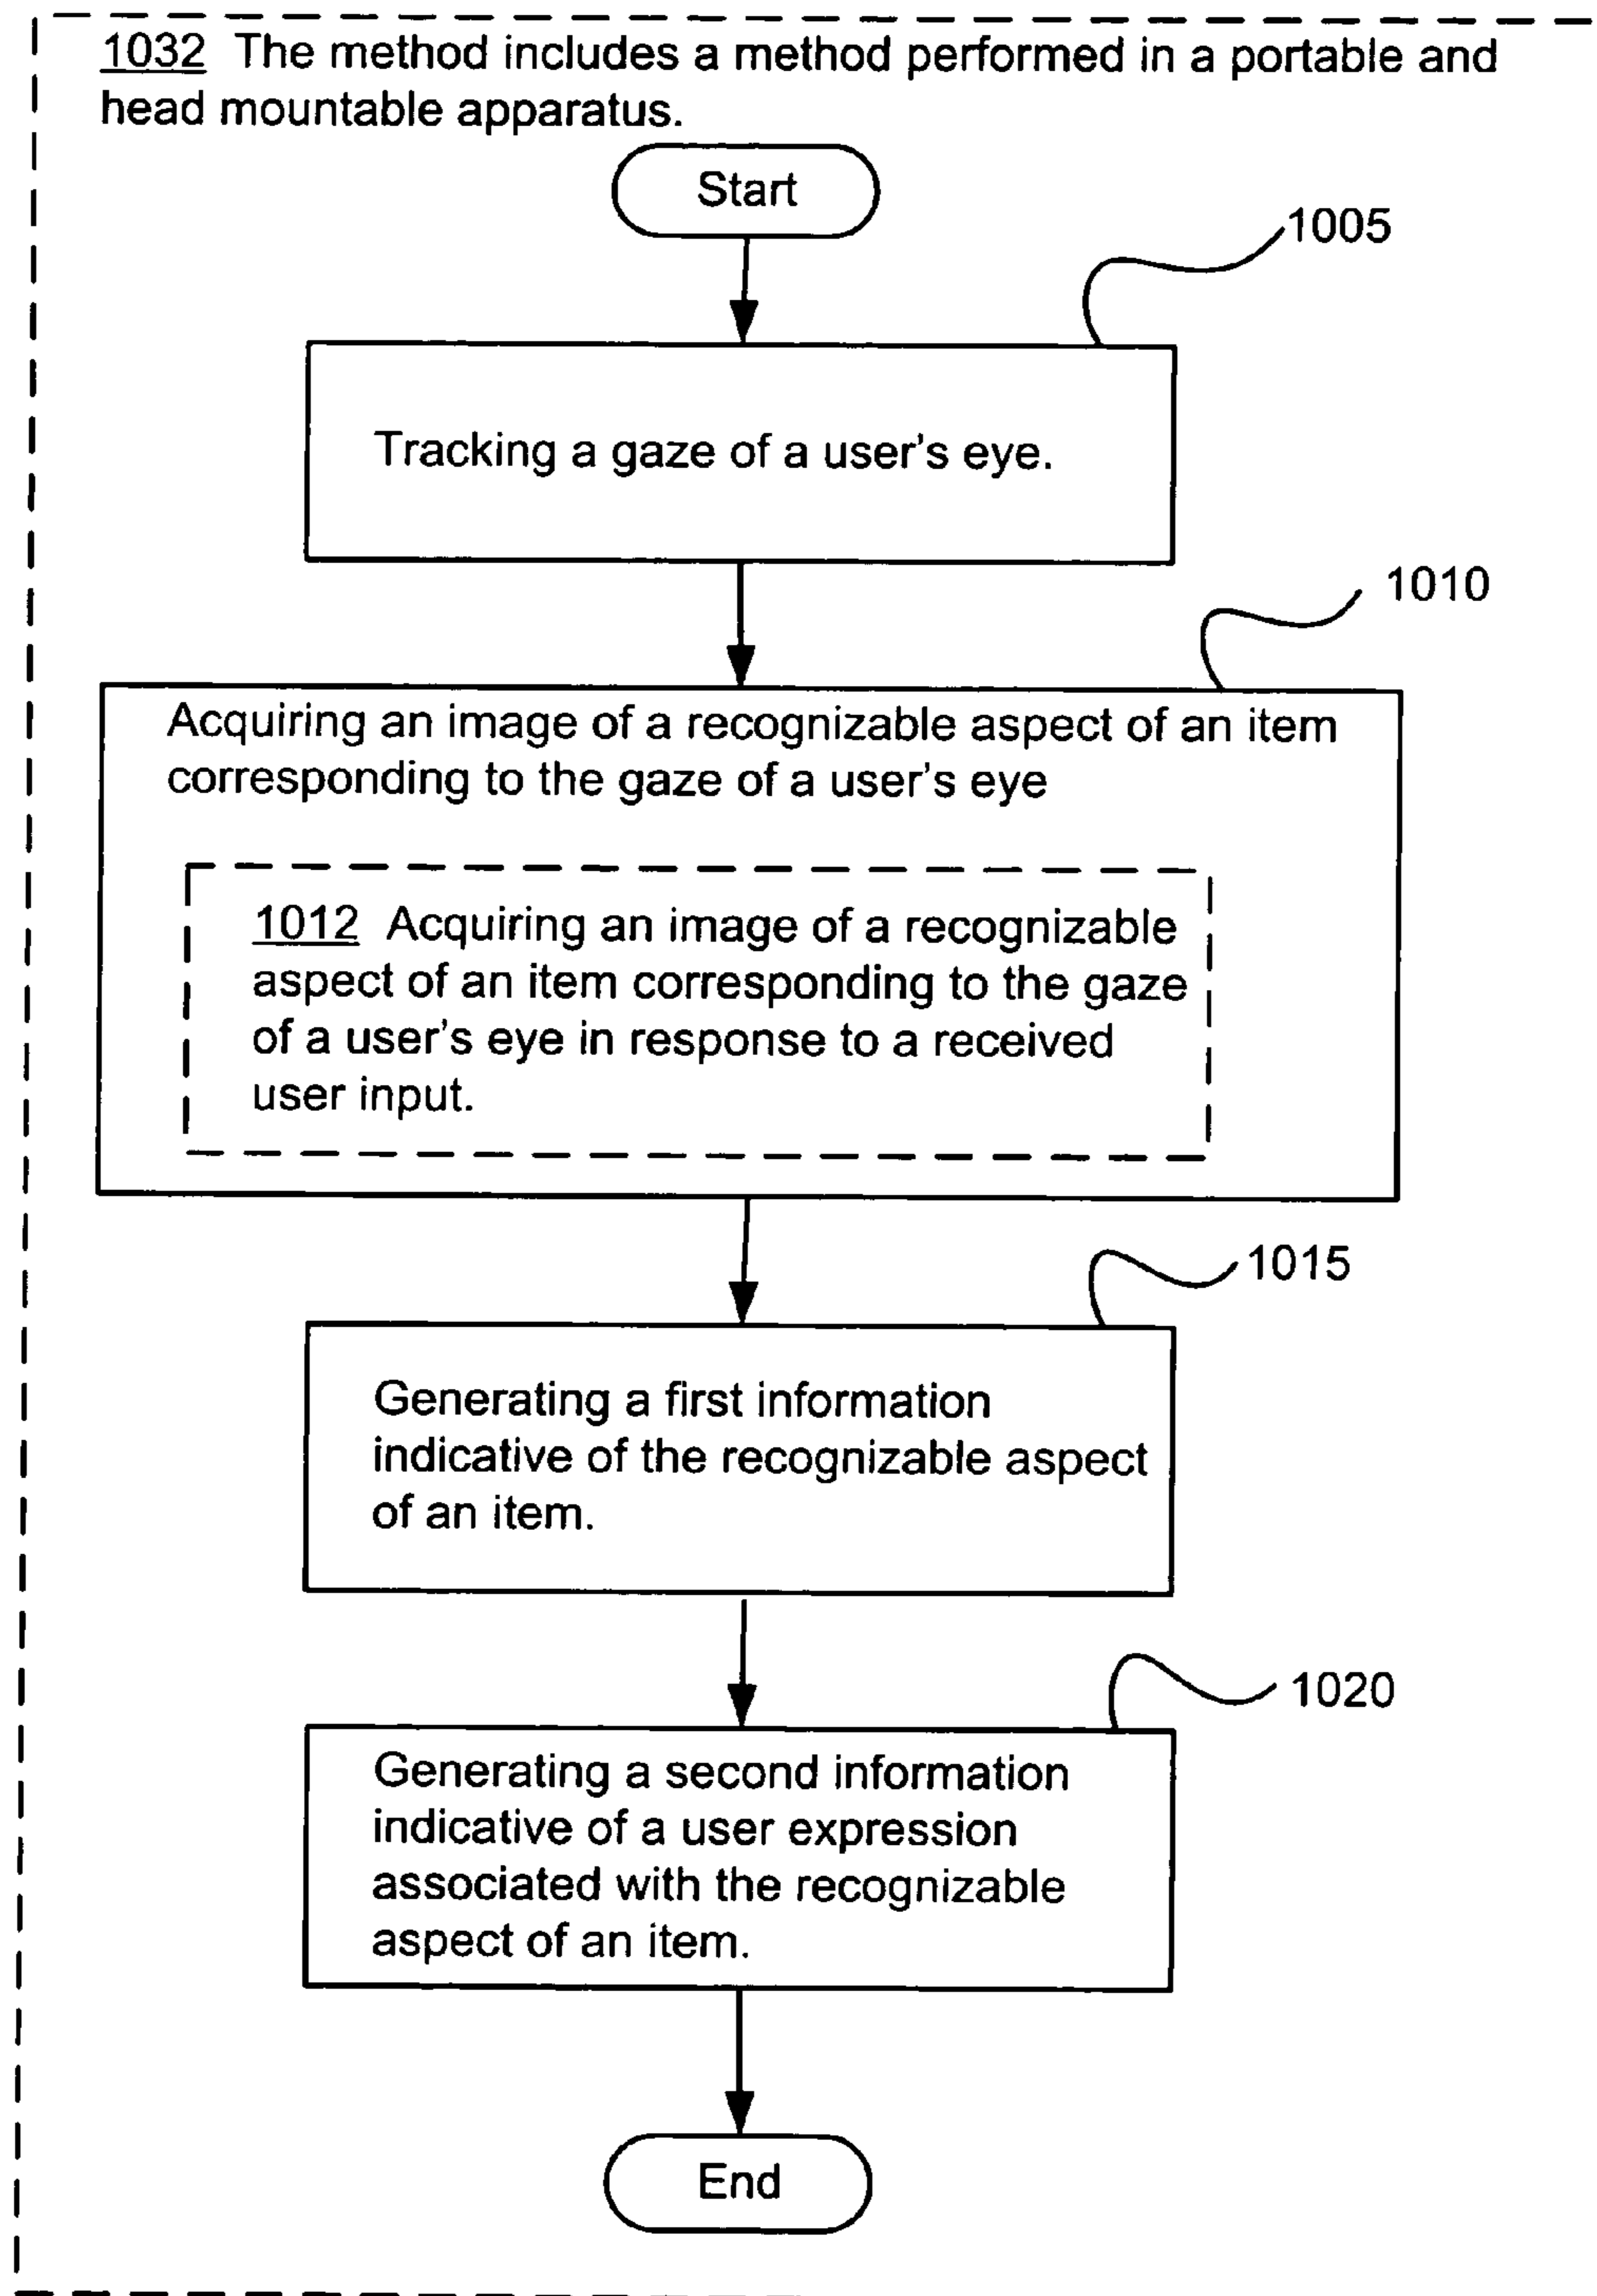 1032 The method includes a method performed in a portable and
head mountable apparatus.
Start
1005
Tracking a gaze of a user's eye.
1010
Acquiring an image of a recognizable aspect of an item
corresponding to the gaze of a user's eye
1012 Acquiring an image of a recognizable
aspect of an item corresponding to the gaze
of a user's eye in response to a received
user input.
1015
Generating a first information
indicative of the recognizable aspect
of an item.
1020
Generating a second information
indicative of a user expression
associated with the recognizable
aspect of an item.
End